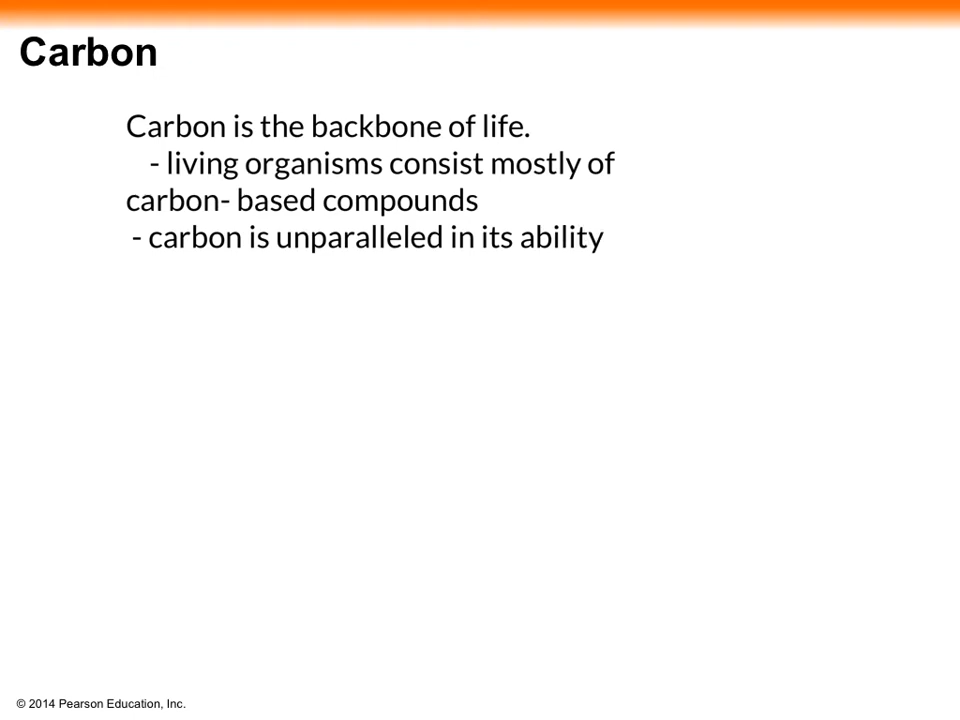 Carbon
Carbon is the backbone of life.
- living organisms consist mostly of
carbon- based compounds
- carbon is unparalleled in its ability
© 2014 Pearson Education, Inc.